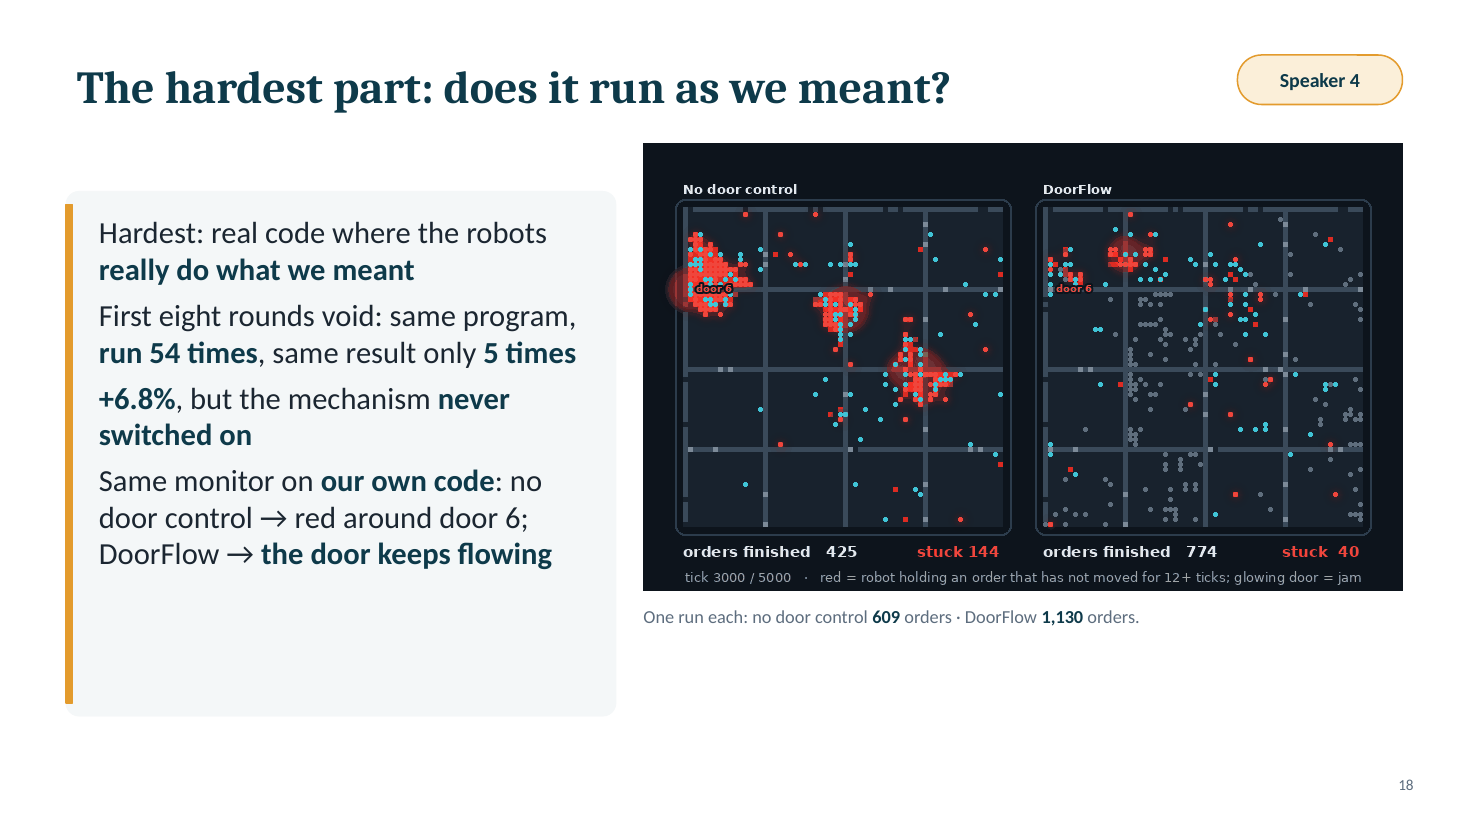 The hardest part: does it run as we meant?
Speaker 4
Hardest: real code where the robots
really do what we meant
First eight rounds void: same program,
run 54 times, same result only 5 times
+6.8%, but the mechanism never
switched on
Same monitor on our own code: no
door control → red around door 6;
DoorFlow → the door keeps flowing
No door control
door 6
orders finished 425
stuck 144
DoorFlow
door 6
orders finished 774
stuck 40
tick 3000 / 5000 · red = robot holding an order that has not moved for 12+ ticks; glowing door = jam
One run each: no door control 609 orders · DoorFlow 1,130 orders.
18